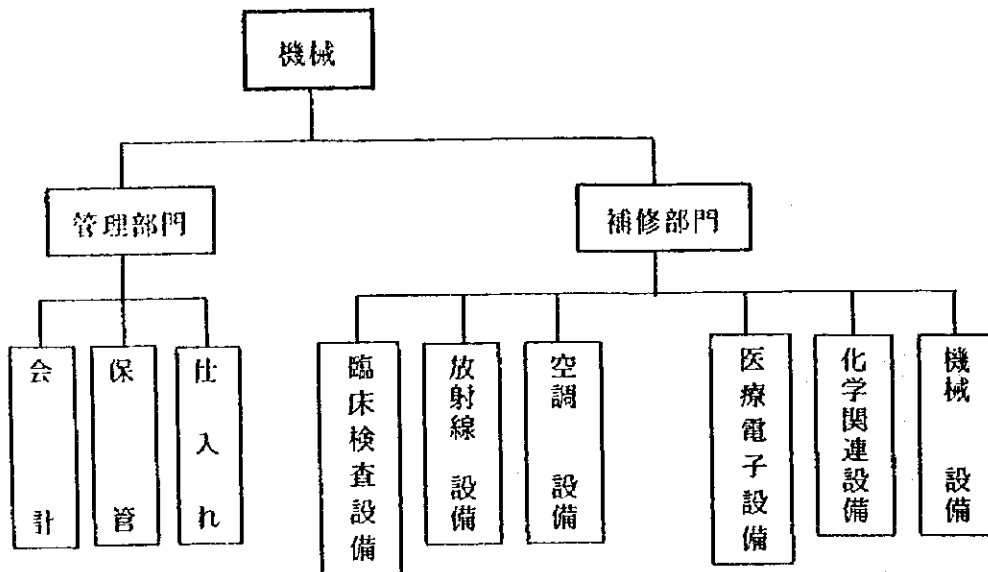 機械
管理部門
補修部門
会計
保管
仕入れ
臨床検査設備
放射線設備
空調設備
医療電子設備
化学関連設備
機械設備